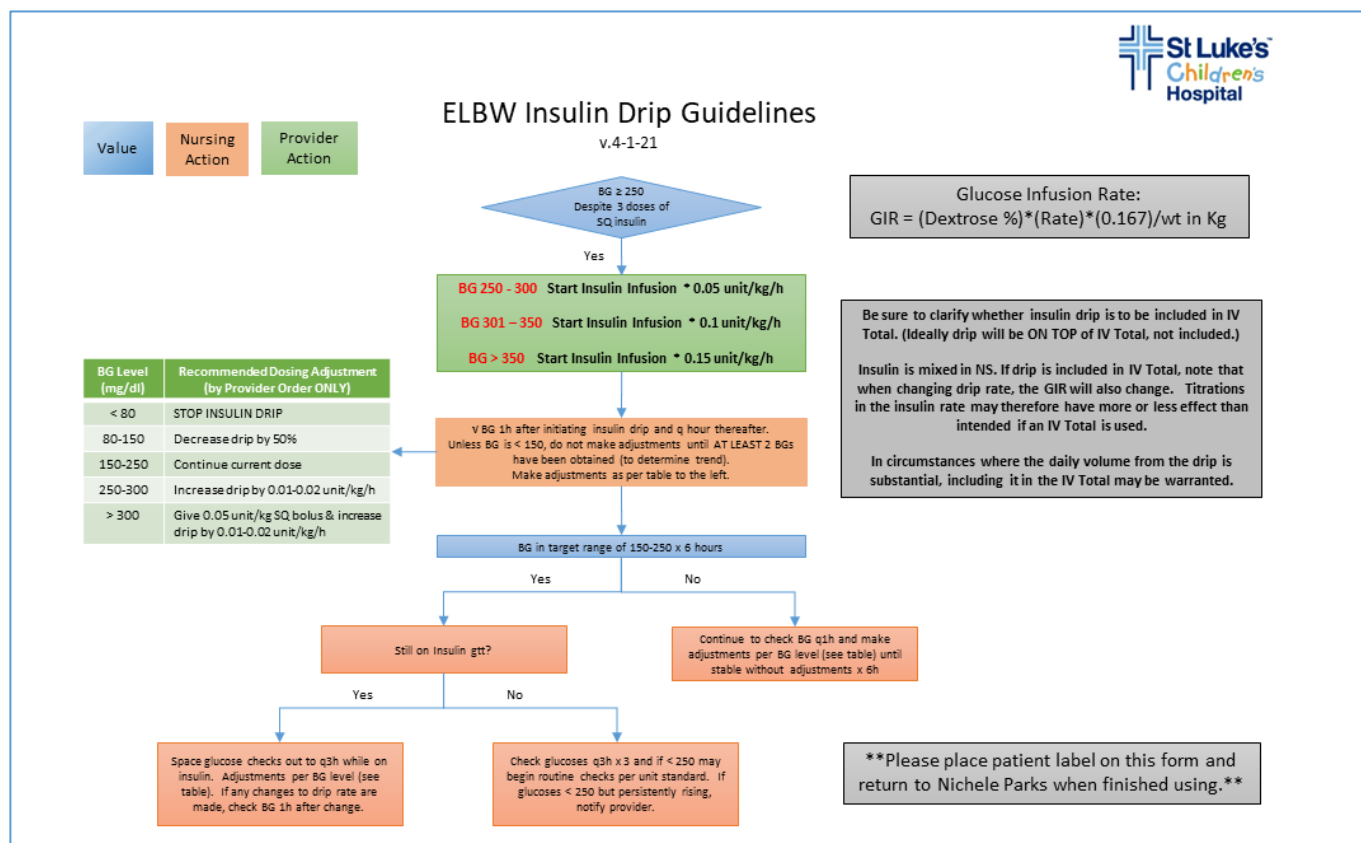 St Luke's™
Children's
Hospital
ELBW Insulin Drip Guidelines
v.4-1-21
Value
Nursing
Action
Provider
Action
BG ≥ 250
Despite 3 doses of
SQ insulin
Glucose Infusion Rate:
GIR = (Dextrose %)*(Rate)*(0.167)/wt in Kg
Yes
BG 250 - 300 Start Insulin Infusion * 0.05 unit/kg/h
BG 301 – 350 Start Insulin Infusion * 0.1 unit/kg/h
BG > 350 Start Insulin Infusion * 0.15 unit/kg/h
Be sure to clarify whether insulin drip is to be included in IV
Total. (Ideally drip will be ON TOP of IV Total, not included.)
Insulin is mixed in NS. If drip is included in IV Total, note that
when changing drip rate, the GIR will also change. Titrations
in the insulin rate may therefore have more or less effect than
intended if an IV Total is used.
In circumstances where the daily volume from the drip is
substantial, including it in the IV Total may be warranted.
BG Level
(mg/dl)
Recommended Dosing Adjustment
(by Provider Order ONLY)
< 80 STOP INSULIN DRIP
80-150 Decrease drip by 50%
150-250 Continue current dose
250-300 Increase drip by 0.01-0.02 unit/kg/h
> 300 Give 0.05 unit/kg SQ bolus & increase
drip by 0.01-0.02 unit/kg/h
V BG 1h after initiating insulin drip and q hour thereafter.
Unless BG is < 150, do not make adjustments until AT LEAST 2 BGs
have been obtained (to determine trend).
Make adjustments as per table to the left.
BG in target range of 150-250 x 6 hours
Yes
No
Still on Insulin gtt?
Continue to check BG q1h and make
adjustments per BG level (see table) until
stable without adjustments x 6h
Yes
No
Space glucose checks out to q3h while on
insulin. Adjustments per BG level (see
table). If any changes to drip rate are
made, check BG 1h after change.
Check glucoses q3h x 3 and if < 250 may
begin routine checks per unit standard. If
glucoses < 250 but persistently rising,
notify provider.
**Please place patient label on this form and
return to Nichele Parks when finished using.**